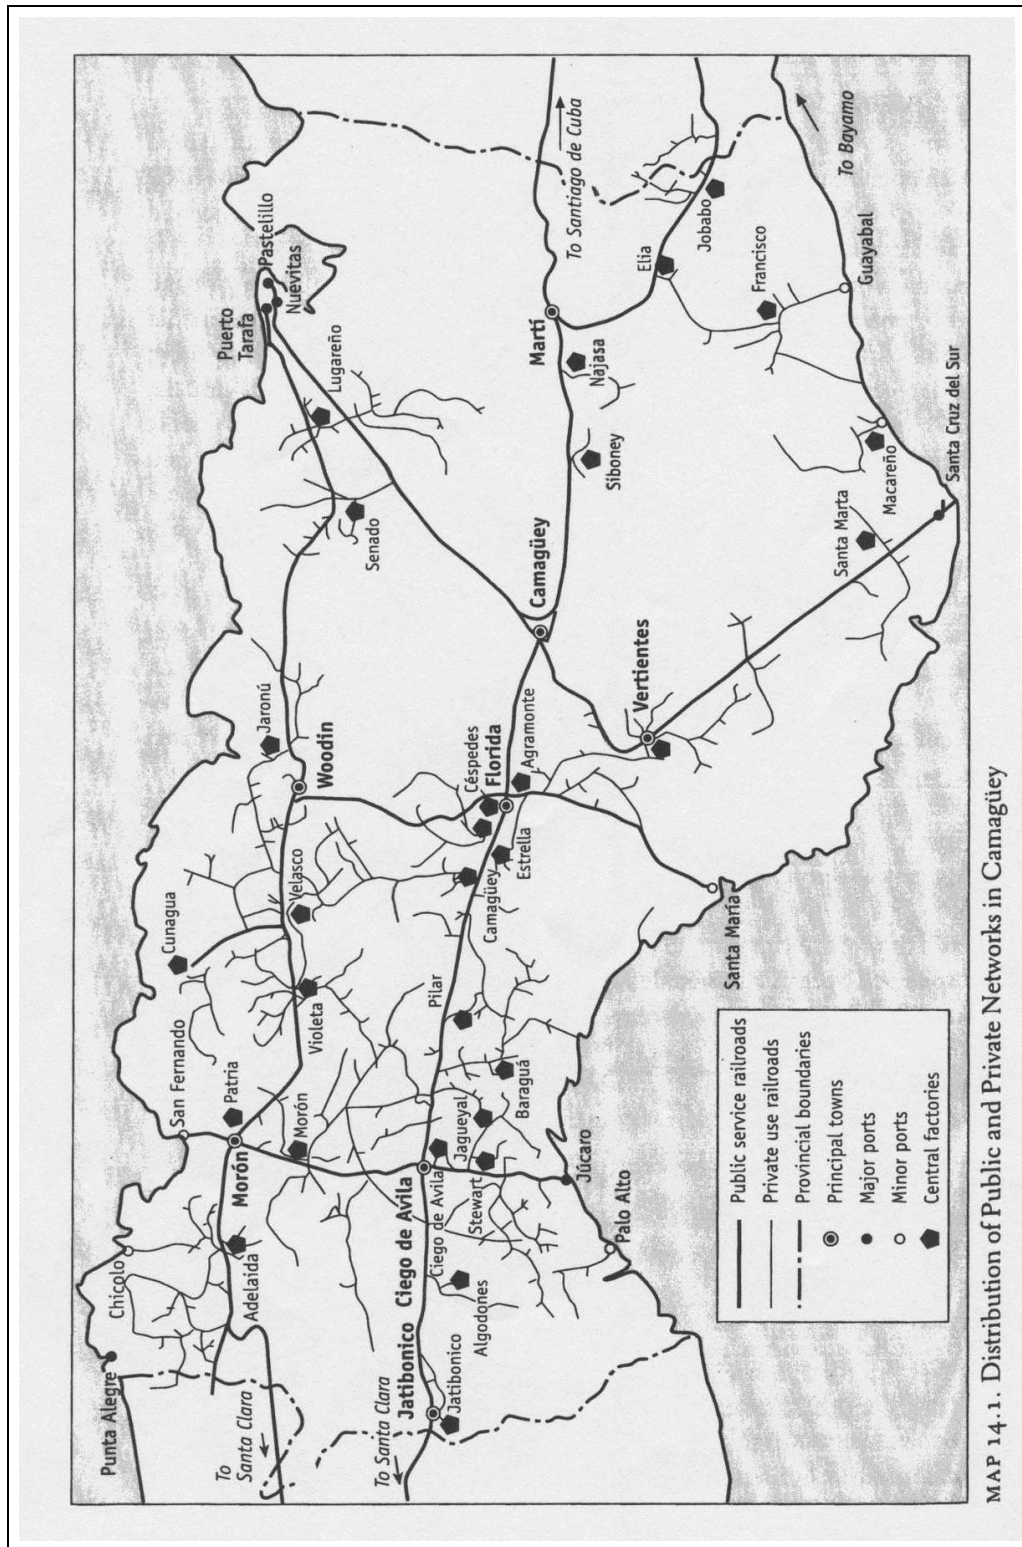 Punta Alegre
Chicolo
San Fernando
Cunagua
Jaronú
Puerto
Tarafa
Pastelillo
Nuevitas
Lugareño
Senado
To
Santa Clara
Adelaida
Morón
Patria
Morón
Violeta
Velasco
Woodin
To Santa Clara
Jatibonico
Jatibonico
Ciego de Avila
Ciego de Avila
Algodones
Stewart
Jagueyal
Baraguá
Pilar
Camagüey
Estrella
Céspedes
Florida
Agramonte
Camagüey
Siboney
Najasa
Martí
To Santiago de Cuba
Elia
Jobabo
Francisco
To Bayamo
Guayabal
Macareño
Santa Marta
Santa Cruz del Sur
Vertientes
Santa María
Júcaro
Palo Alto
Public service railroads
Private use railroads
Provincial boundaries
Principal towns
Major ports
Minor ports
Central factories
MAP 14.1. Distribution of Public and Private Networks in Camagüey